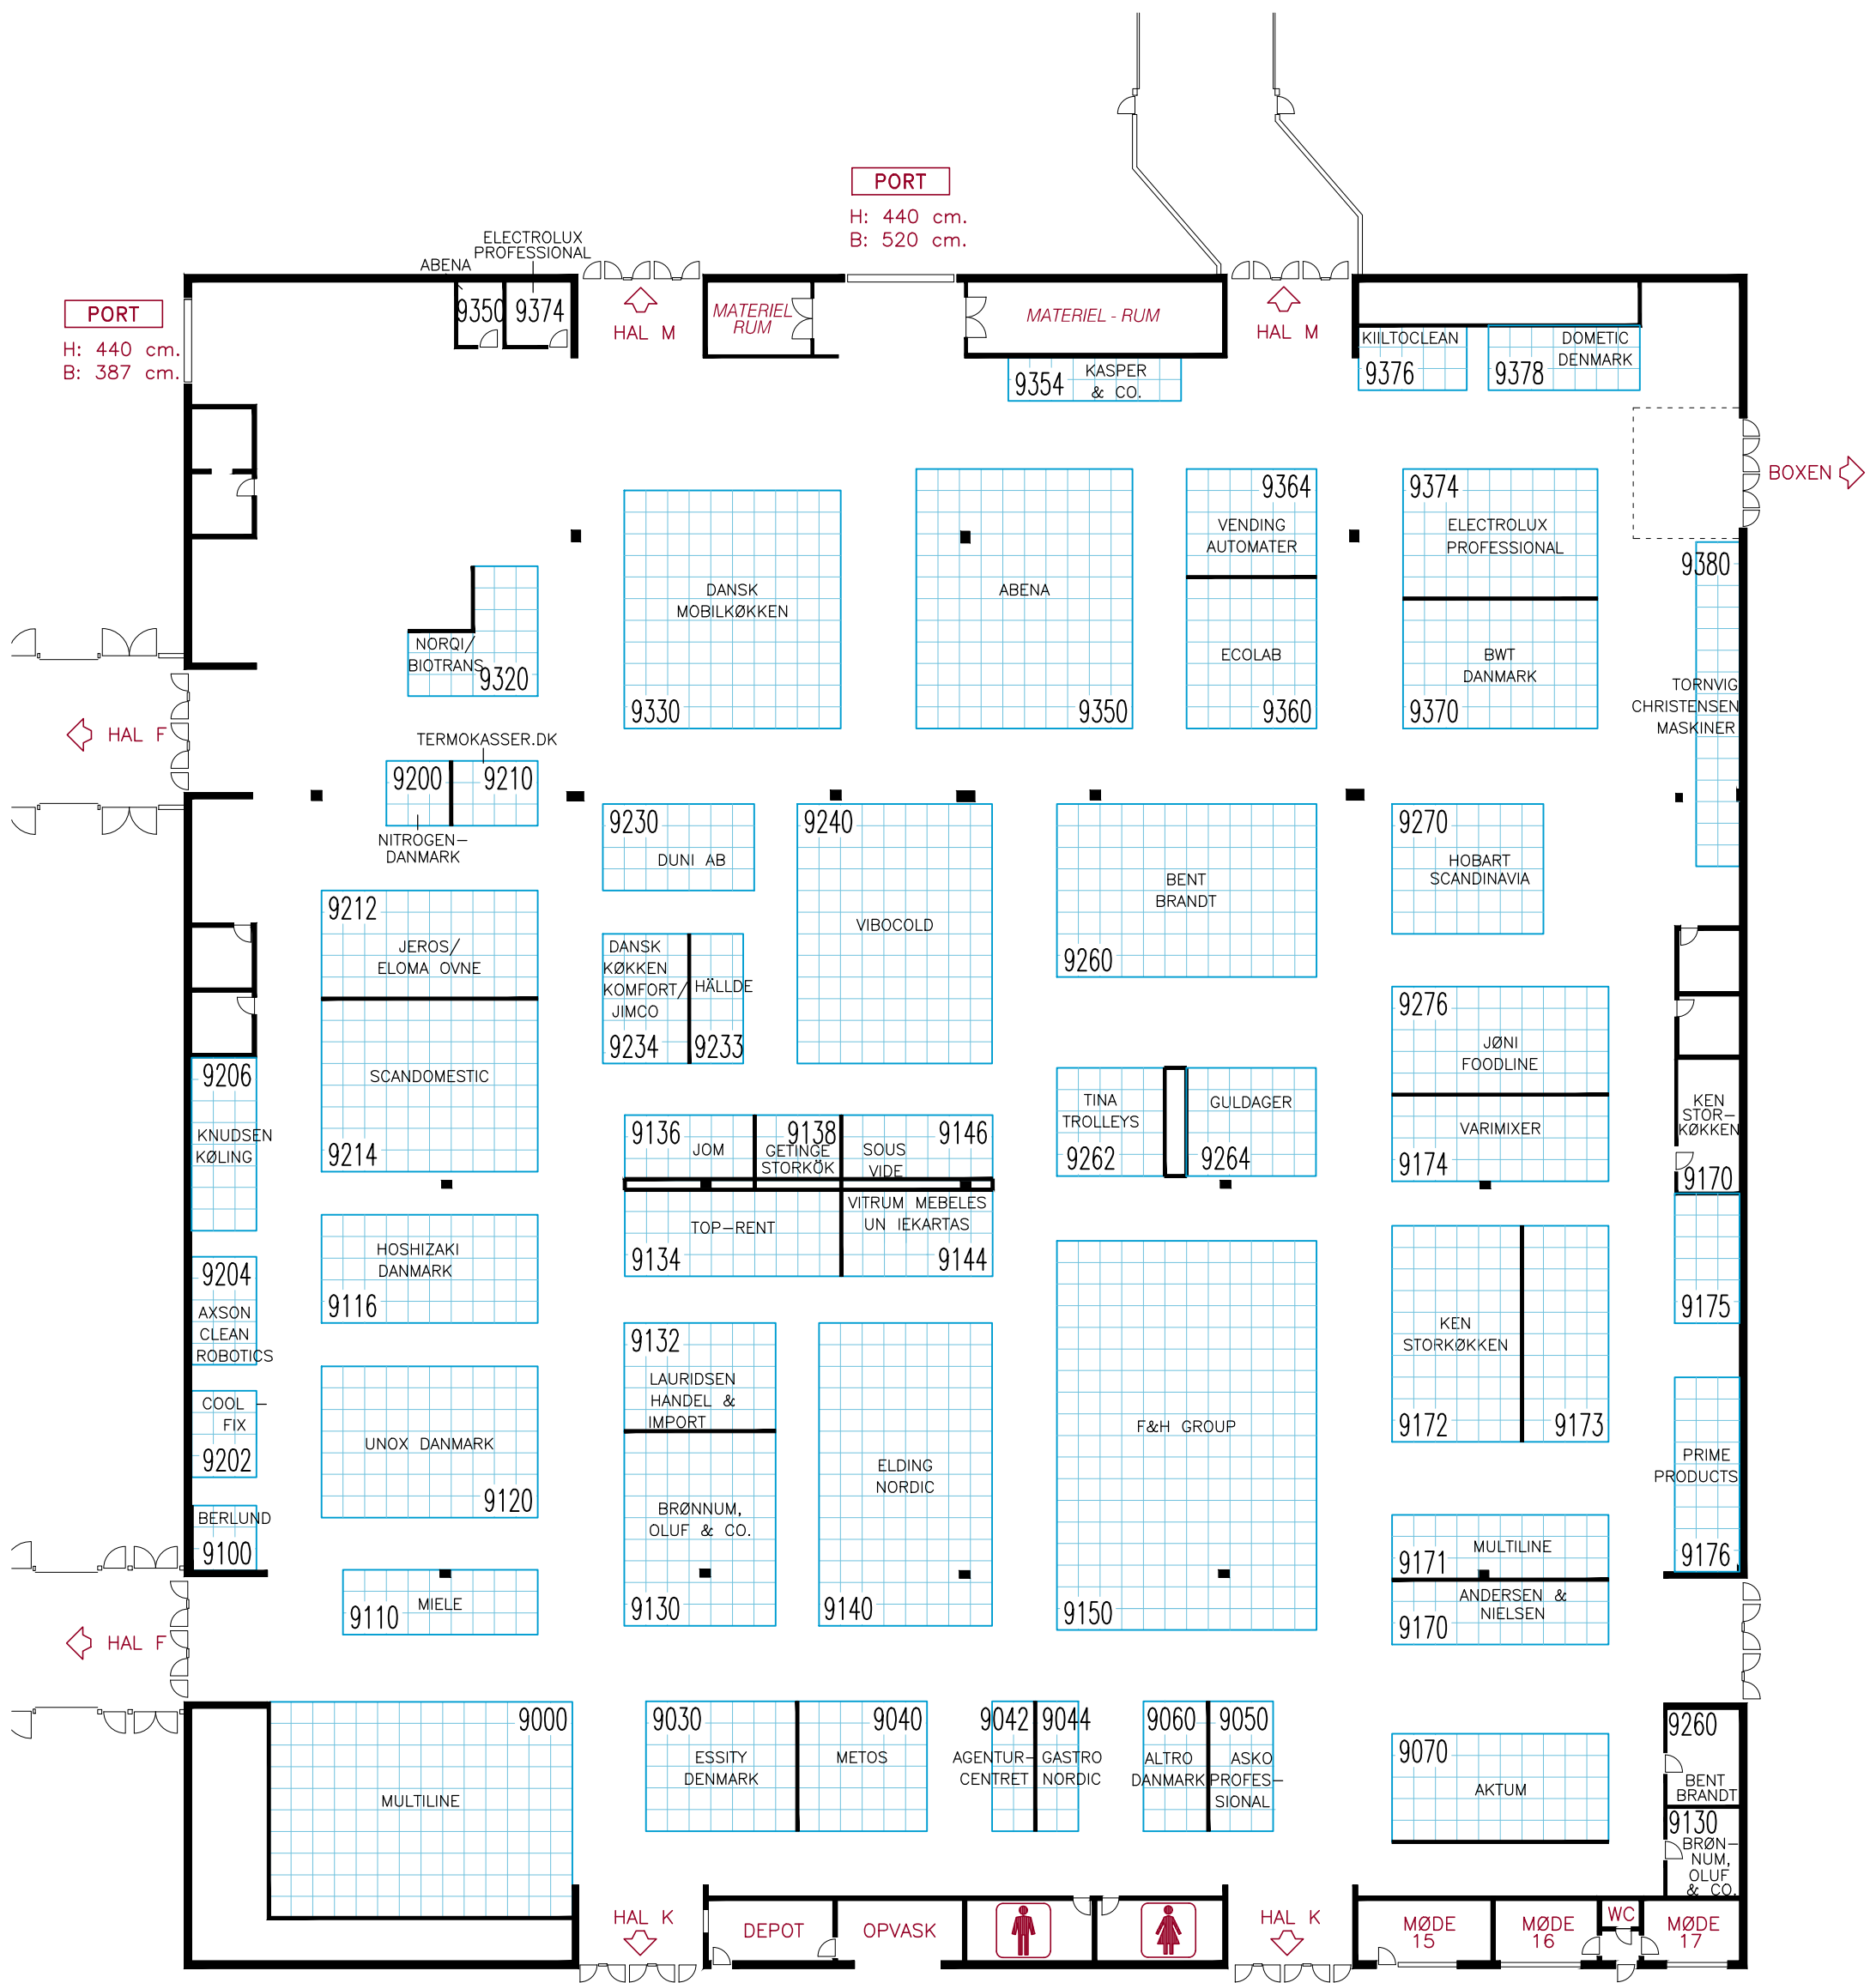 PORT
H: 440 cm.
B: 520 cm.
ELECTROLUX
PROFESSIONAL
ABENA
9350
9374
HAL M
MATERIEL
RUM
MATERIEL - RUM
HAL M
PORT
H: 440 cm.
B: 387 cm.
KIILTOCLEAN
9376
DOMETIC
DENMARK
9378
9354
KASPER
& CO.
BOXEN
9364
VENDING
AUTOMATER
9374
ELECTROLUX
PROFESSIONAL
9380
DANSK
MOBILKØKKEN
9330
ABENA
9350
ECOLAB
9360
BWT
DANMARK
9370
NORQI/
BIOTRANS
9320
TORNVIG
CHRISTENSEN
MASKINER
HAL F
TERMOKASSER.DK
9200
9210
NITROGEN-
DANMARK
9230
DUNI AB
9240
VIBOCOLD
BENT
BRANDT
9260
9270
HOBART
SCANDINAVIA
9212
JEROS/
ELOMA OVNE
DANSK
KØKKEN
KOMFORT/
JIMCO
9234
HÄLLDE
9233
SCANDOMESTIC
9214
9276
JØNI
FOODLINE
VARIMIXER
9174
9206
KNUDSEN
KØLING
TINA
TROLLEYS
9262
GULDAGER
9264
KEN
STOR-
KØKKEN
9170
9136
JOM
9138
GETINGE
STORKÖK
9146
SOUS
VIDE
TOP-RENT
9134
VITRUM MEBELES
UN IEKARTAS
9144
HOSHIZAKI
DANMARK
9116
9175
9204
AXSON
CLEAN
ROBOTICS
9132
LAURIDSEN
HANDEL &
IMPORT
KEN
STORKØKKEN
9172
9173
COOL -
FIX
9202
UNOX DANMARK
9120
F&H GROUP
9150
ELDING
NORDIC
9140
BRØNNUM,
OLUF & CO.
9130
PRIME
PRODUCTS
9176
BERLUND
9100
MULTILINE
9171
ANDERSEN &
NIELSEN
9170
MIELE
9110
HAL F
9000
MULTILINE
9030
ESSITY
DENMARK
9040
METOS
9042
AGENTUR-
CENTRET
9044
GASTRO
NORDIC
9060
ALTRO
DANMARK
9050
ASKO
PROFES-
SIONAL
9070
AKTUM
9260
BENT
BRANDT
9130
BRØN-
NUM,
OLUF
& CO.
HAL K
DEPOT
OPVASK
HAL K
MØDE
15
MØDE
16
WC
MØDE
17